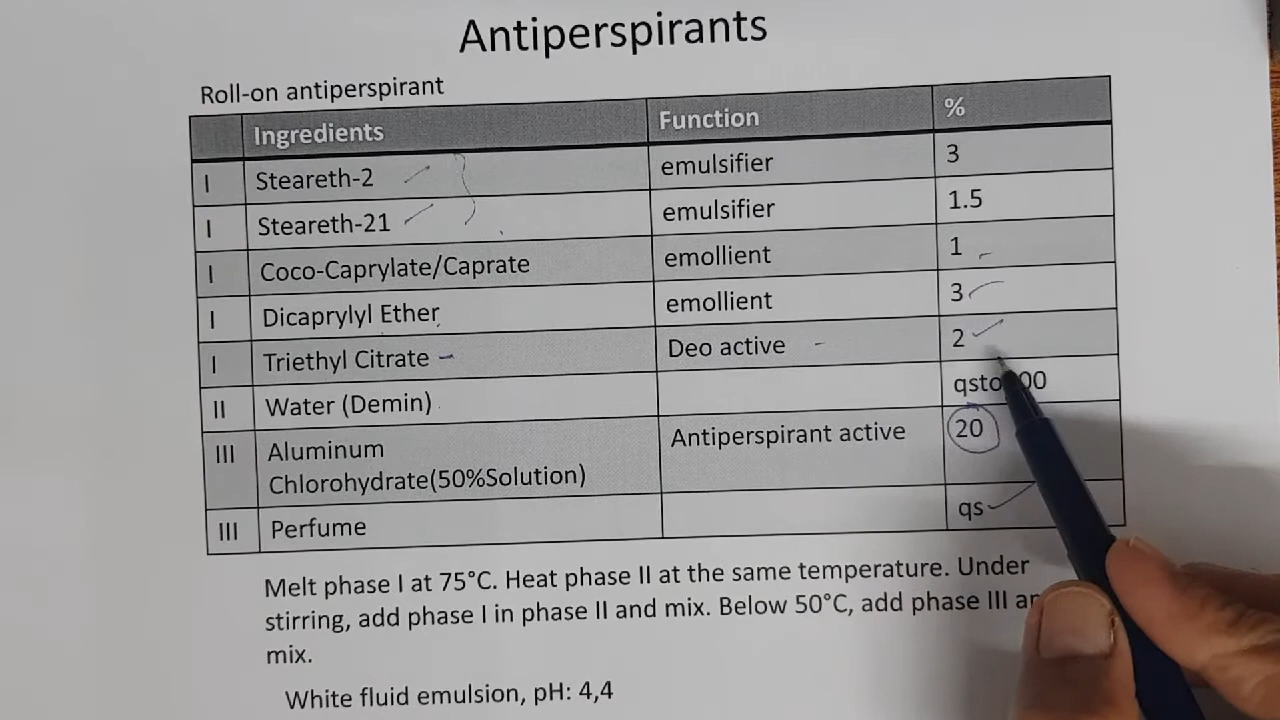 Antiperspirants
Roll-on antiperspirant
Ingredients Function %
I Steareth-2 emulsifier 3
I Steareth-21 emulsifier 1.5
I Coco-Caprylate/Caprate emollient 1
I Dicaprylyl Ether emollient 3
I Triethyl Citrate Deo active 2
II Water (Demin) qsto
III Aluminum Antiperspirant active 20
Chlorohydrate(50%Solution)
III Perfume qs
Melt phase I at 75°C. Heat phase II at the same temperature. Under
stirring, add phase I in phase II and mix. Below 50°C, add phase III
mix.
White fluid emulsion, pH: 4,4